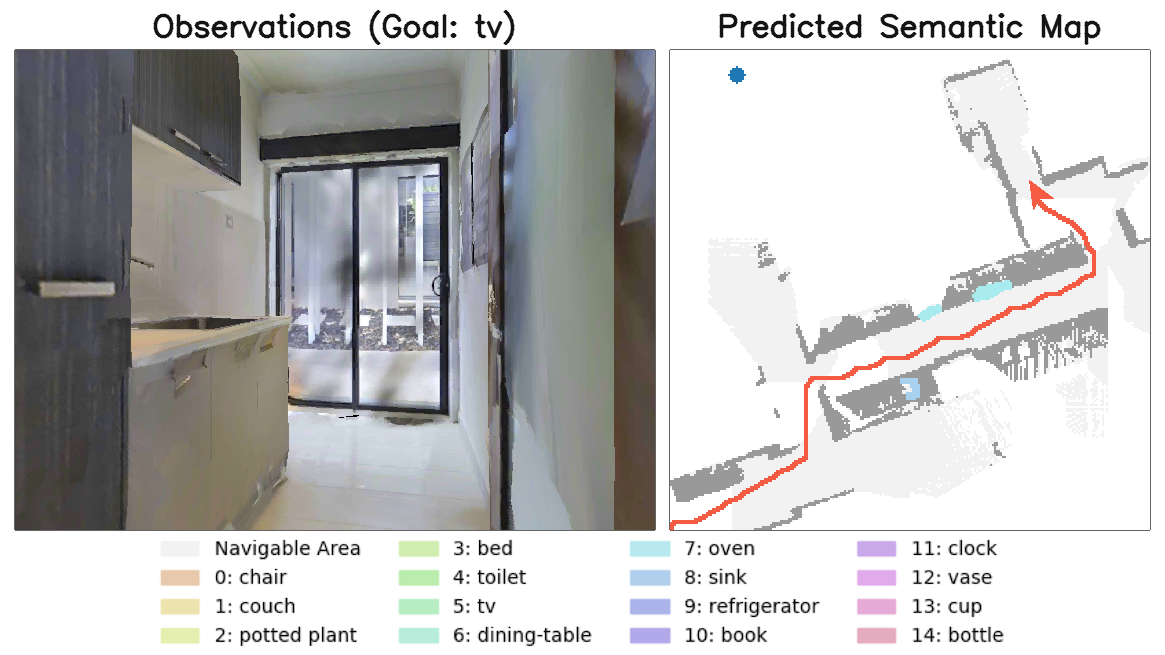 Observations (Goal: tv)
Predicted Semantic Map
Navigable Area
0: chair
1: couch
2: potted plant
3: bed
4: toilet
5: tv
6: dining-table
7: oven
8: sink
9: refrigerator
10: book
11: clock
12: vase
13: cup
14: bottle